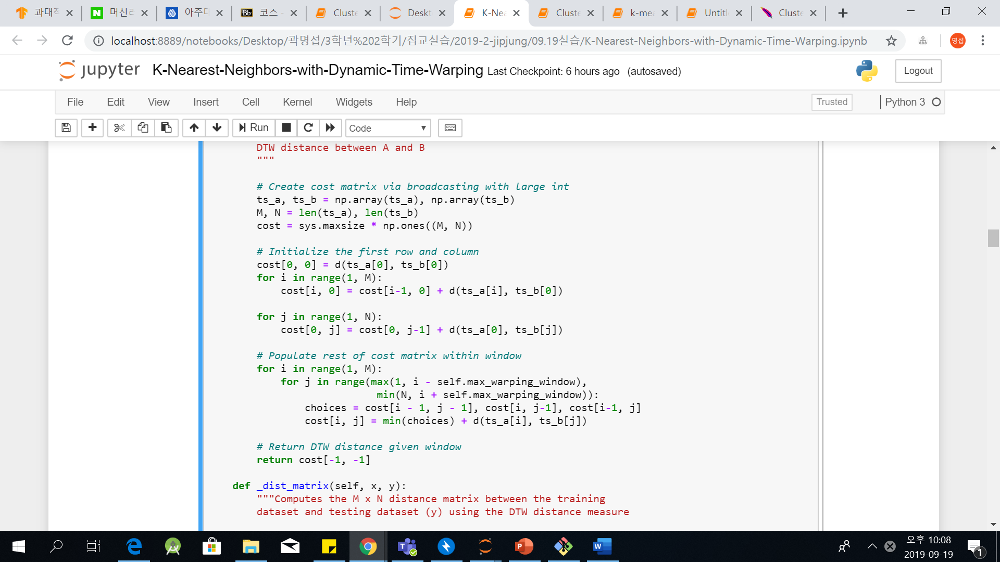 과대적
머신러
아주대
Bb 코스 -
Cluste
Deskt
K-Nea
Cluste
k-mea
Untitl
Cluste
localhost:8889/notebooks/Desktop/곽명섭/3학년%202학기/집교실습/2019-2-jipjung/09.19실습/K-Nearest-Neighbors-with-Dynamic-Time-Warping.ipynb
명섭
jupyter K-Nearest-Neighbors-with-Dynamic-Time-Warping Last Checkpoint: 6 hours ago (autosaved)
Logout
File Edit View Insert Cell Kernel Widgets Help
Trusted
Python 3
Run
Code
DTW distance between A and B
"""
# Create cost matrix via broadcasting with large int
ts_a, ts_b = np.array(ts_a), np.array(ts_b)
M, N = len(ts_a), len(ts_b)
cost = sys.maxsize * np.ones((M, N))
# Initialize the first row and column
cost[0, 0] = d(ts_a[0], ts_b[0])
for i in range(1, M):
cost[i, 0] = cost[i-1, 0] + d(ts_a[i], ts_b[0])
for j in range(1, N):
cost[0, j] = cost[0, j-1] + d(ts_a[0], ts_b[j])
# Populate rest of cost matrix within window
for i in range(1, M):
for j in range(max(1, i - self.max_warping_window),
min(N, i + self.max_warping_window)):
choices = cost[i - 1, j - 1], cost[i, j-1], cost[i-1, j]
cost[i, j] = min(choices) + d(ts_a[i], ts_b[j])
# Return DTW distance given window
return cost[-1, -1]
def _dist_matrix(self, x, y):
"""Computes the M x N distance matrix between the training
dataset and testing dataset (y) using the DTW distance measure
오후 10:08
2019-09-19
1